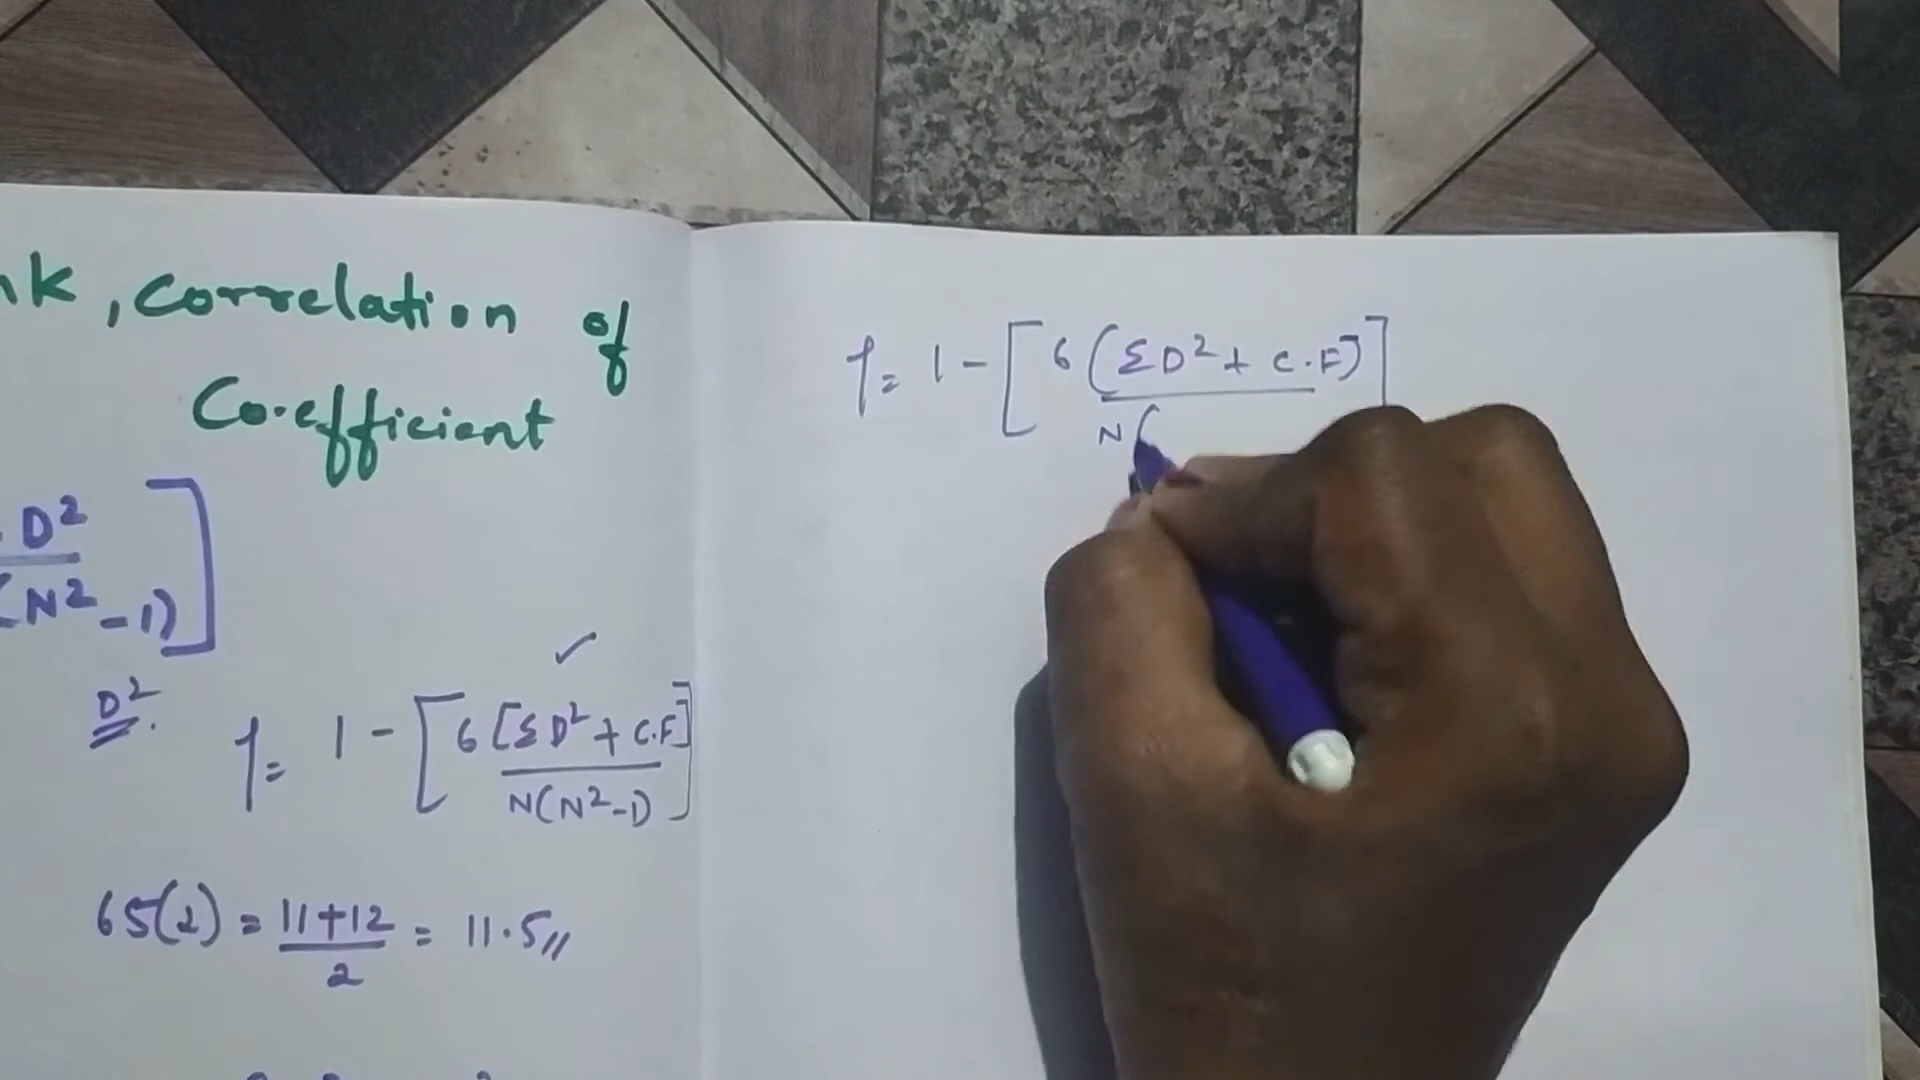 , correlation of
Co.efficient
D²
(N² - 1) ]
D².
ρ = 1 - [ 6 [ΣD² + C.F]
N(N² - 1) ]
65(2) = 11+12 = 11.5//
2
ρ = 1 - [ 6 (ΣD² + C.F) ]
N (